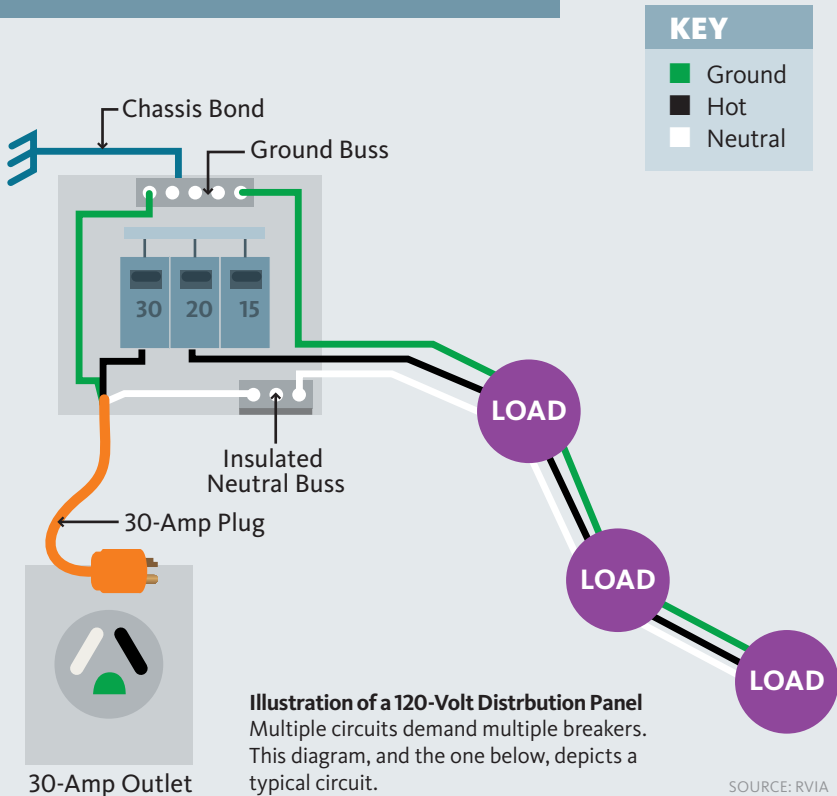 KEY
Ground
Hot
Neutral
Chassis Bond
Ground Buss
30 20 15
LOAD
Insulated
Neutral Buss
30-Amp Plug
LOAD
LOAD
Illustration of a 120-Volt Distrbution Panel
Multiple circuits demand multiple breakers.
This diagram, and the one below, depicts a
typical circuit.
30-Amp Outlet
SOURCE: RVIA